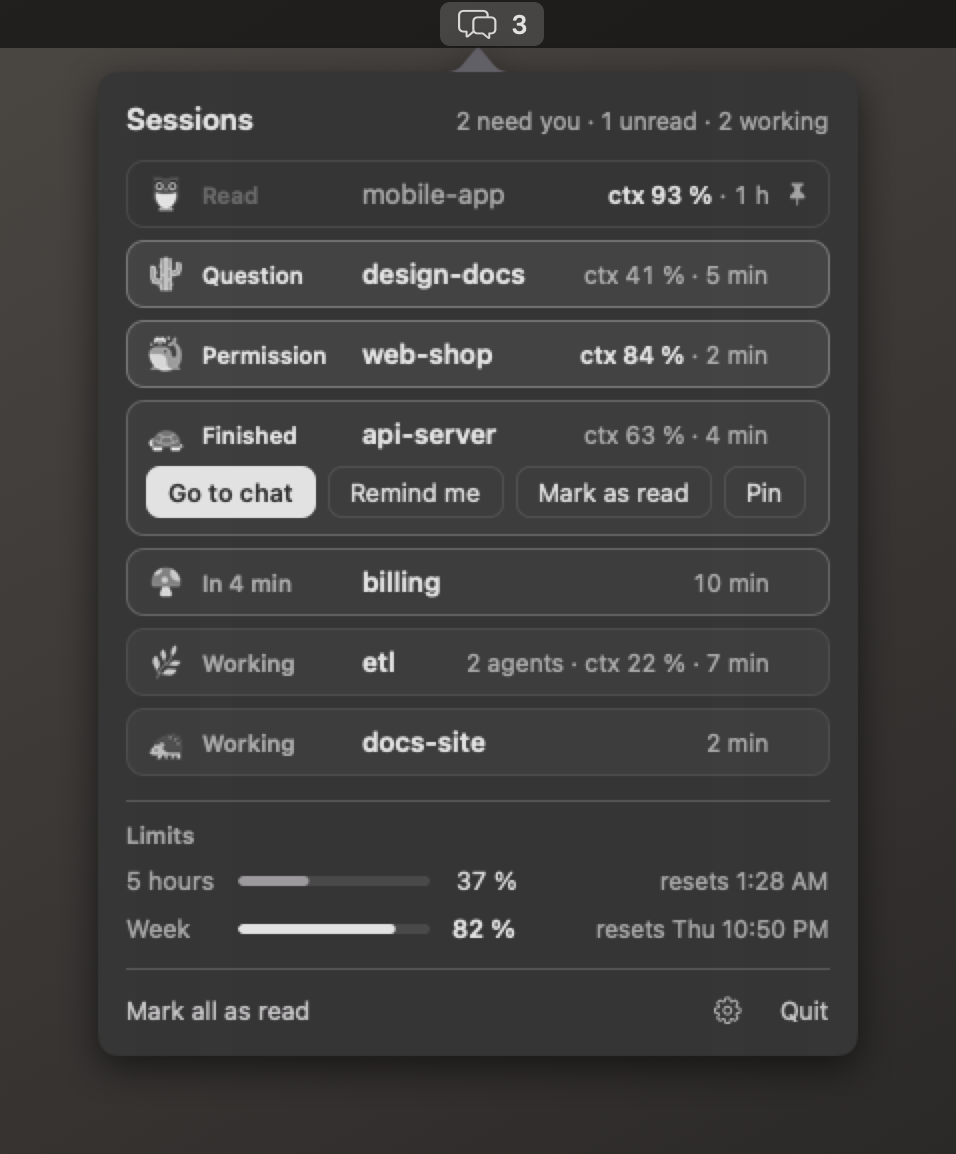 3
Sessions 2 need you · 1 unread · 2 working
Read mobile-app ctx 93 % · 1 h
Question design-docs ctx 41 % · 5 min
Permission web-shop ctx 84 % · 2 min
Finished api-server ctx 63 % · 4 min
Go to chat Remind me Mark as read Pin
In 4 min billing 10 min
Working etl 2 agents · ctx 22 % · 7 min
Working docs-site 2 min
Limits
5 hours 37 % resets 1:28 AM
Week 82 % resets Thu 10:50 PM
Mark all as read Quit